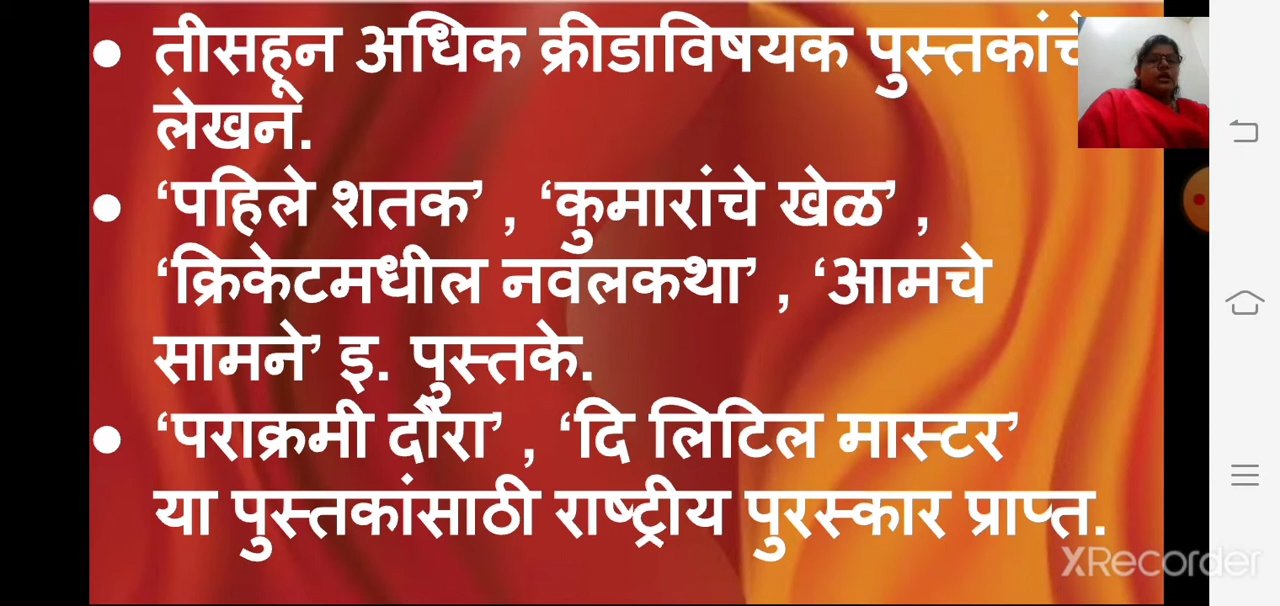 • तीसहून अधिक क्रीडाविषयक पुस्तकांचे
लेखन.
• ‘पहिले शतक’ , ‘कुमारांचे खेळ’ ,
‘क्रिकेटमधील नवलकथा’ , ‘आमचे
सामने’ इ. पुस्तके.
• ‘पराक्रमी दौरा’ , ‘दि लिटिल मास्टर’
या पुस्तकांसाठी राष्ट्रीय पुरस्कार प्राप्त.
XRecorder